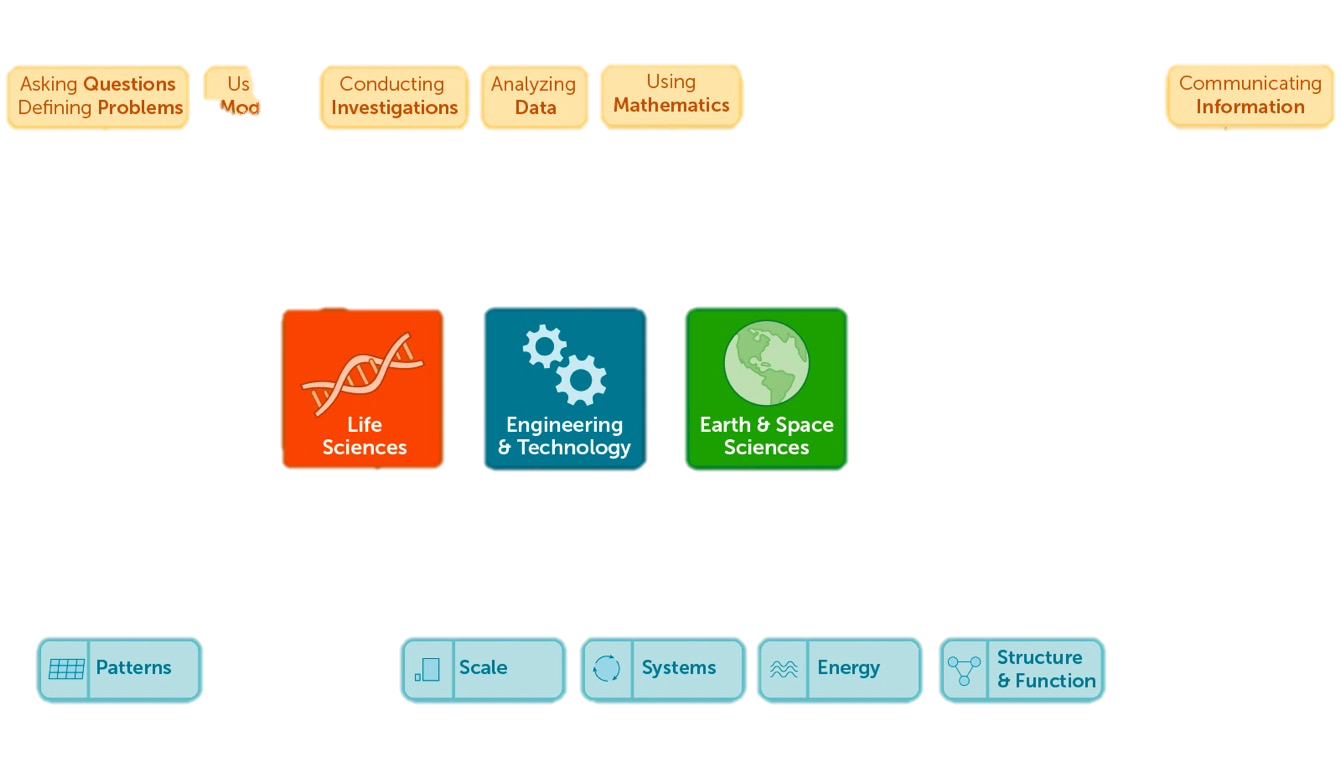 Asking Questions
Defining Problems
Us
Mod
Conducting
Investigations
Analyzing
Data
Using
Mathematics
Communicating
Information
Life
Sciences
Engineering
& Technology
Earth & Space
Sciences
Patterns
Scale
Systems
Energy
Structure
& Function